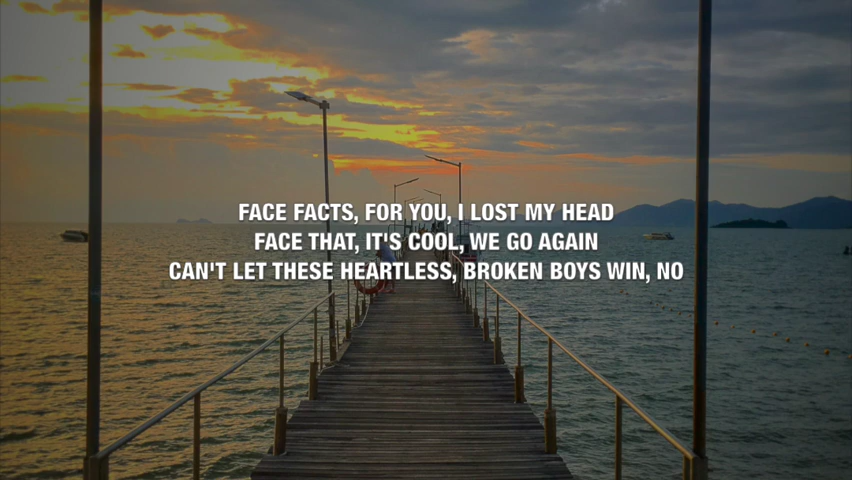 FACE FACTS, FOR YOU, I LOST MY HEAD
FACE THAT, IT'S COOL, WE GO AGAIN
CAN'T LET THESE HEARTLESS, BROKEN BOYS WIN, NO